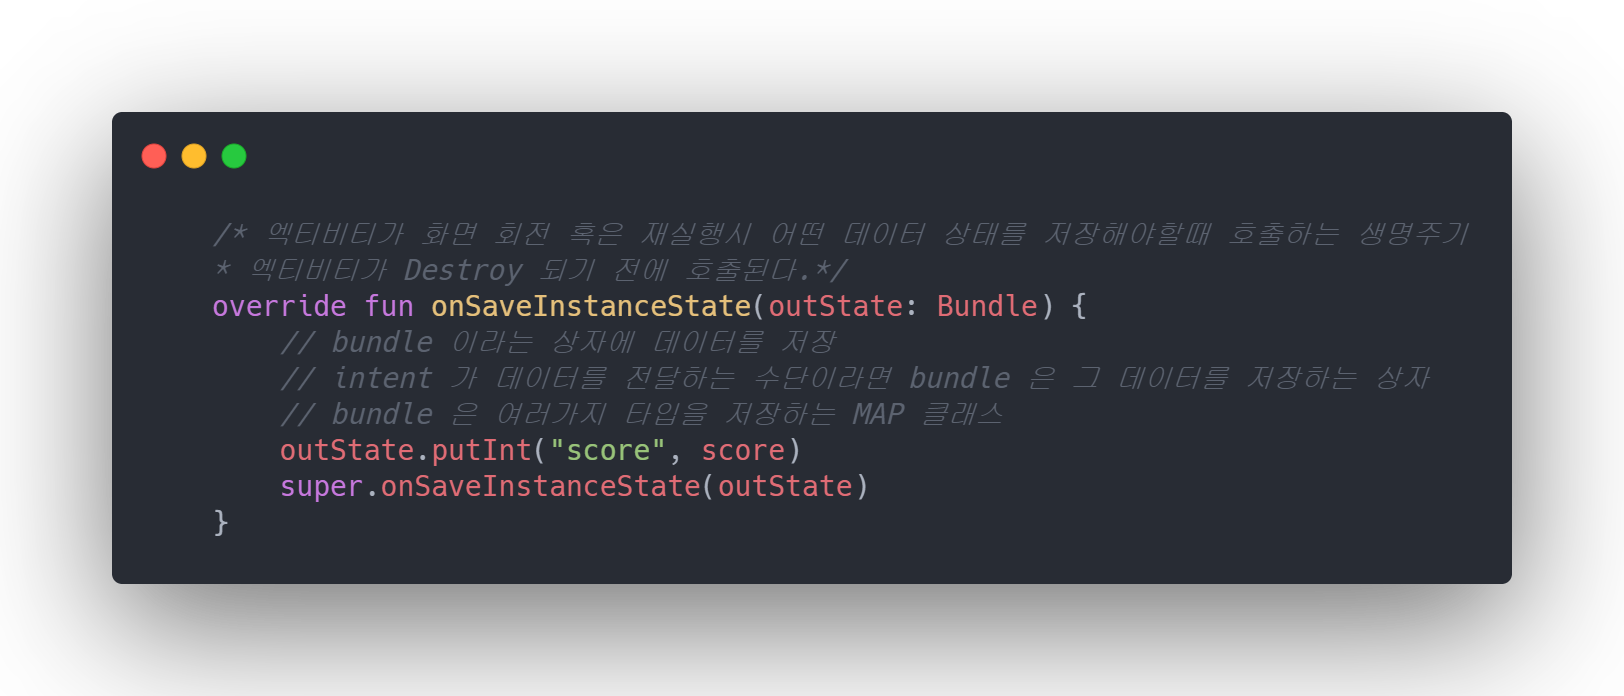 /* 엑티비티가 화면 회전 혹은 재실행시 어떤 데이터 상태를 저장해야할때 호출하는 생명주기
* 엑티비티가 Destroy 되기 전에 호출된다.*/
override fun onSaveInstanceState(outState: Bundle) {
// bundle 이라는 상자에 데이터를 저장
// intent 가 데이터를 전달하는 수단이라면 bundle 은 그 데이터를 저장하는 상자
// bundle 은 여러가지 타입을 저장하는 MAP 클래스
outState.putInt("score", score)
super.onSaveInstanceState(outState)
}